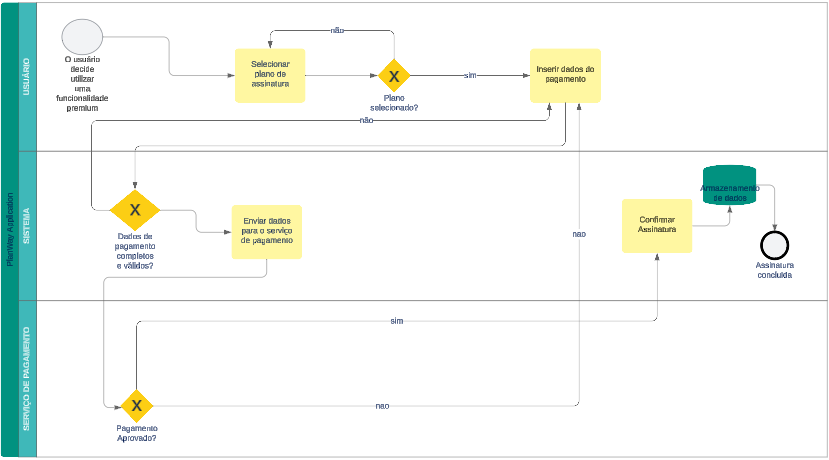 PlanWay Application
USUÁRIO
O usuário
decide
utilizar
uma
funcionalidade
premium
Selecionar
plano de
assinatura
não
Plano
selecionado?
sim
Inserir dados do
pagamento
não
SISTEMA
Dados de
pagamento
completos
e válidos?
Enviar dados
para o serviço
de pagamento
nao
Confirmar
Assinatura
Armazenamento
de dados
Assinatura
concluída
SERVIÇO DE PAGAMENTO
sim
Pagamento
Aprovado?
nao